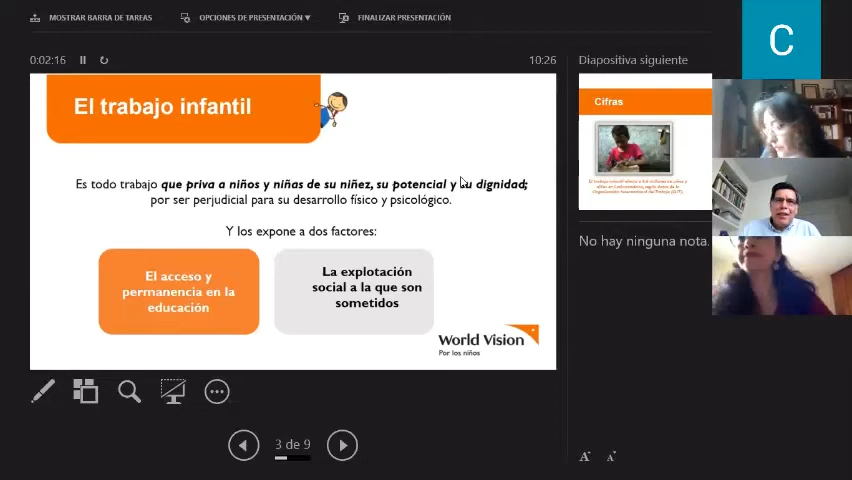 MOSTRAR BARRA DE TAREAS
OPCIONES DE PRESENTACIÓN ▼
FINALIZAR PRESENTACIÓN
0:02:16
10:26
El trabajo infantil
Es todo trabajo que priva a niños y niñas de su niñez, su potencial y su dignidad;
por ser perjudicial para su desarrollo físico y psicológico.
Y los expone a dos factores:
El acceso y
permanencia en la
educación
La explotación
social a la que son
sometidos
World Vision
Por los niños
3 de 9
Diapositiva siguiente
Cifras
No hay ninguna nota.
A
A
C